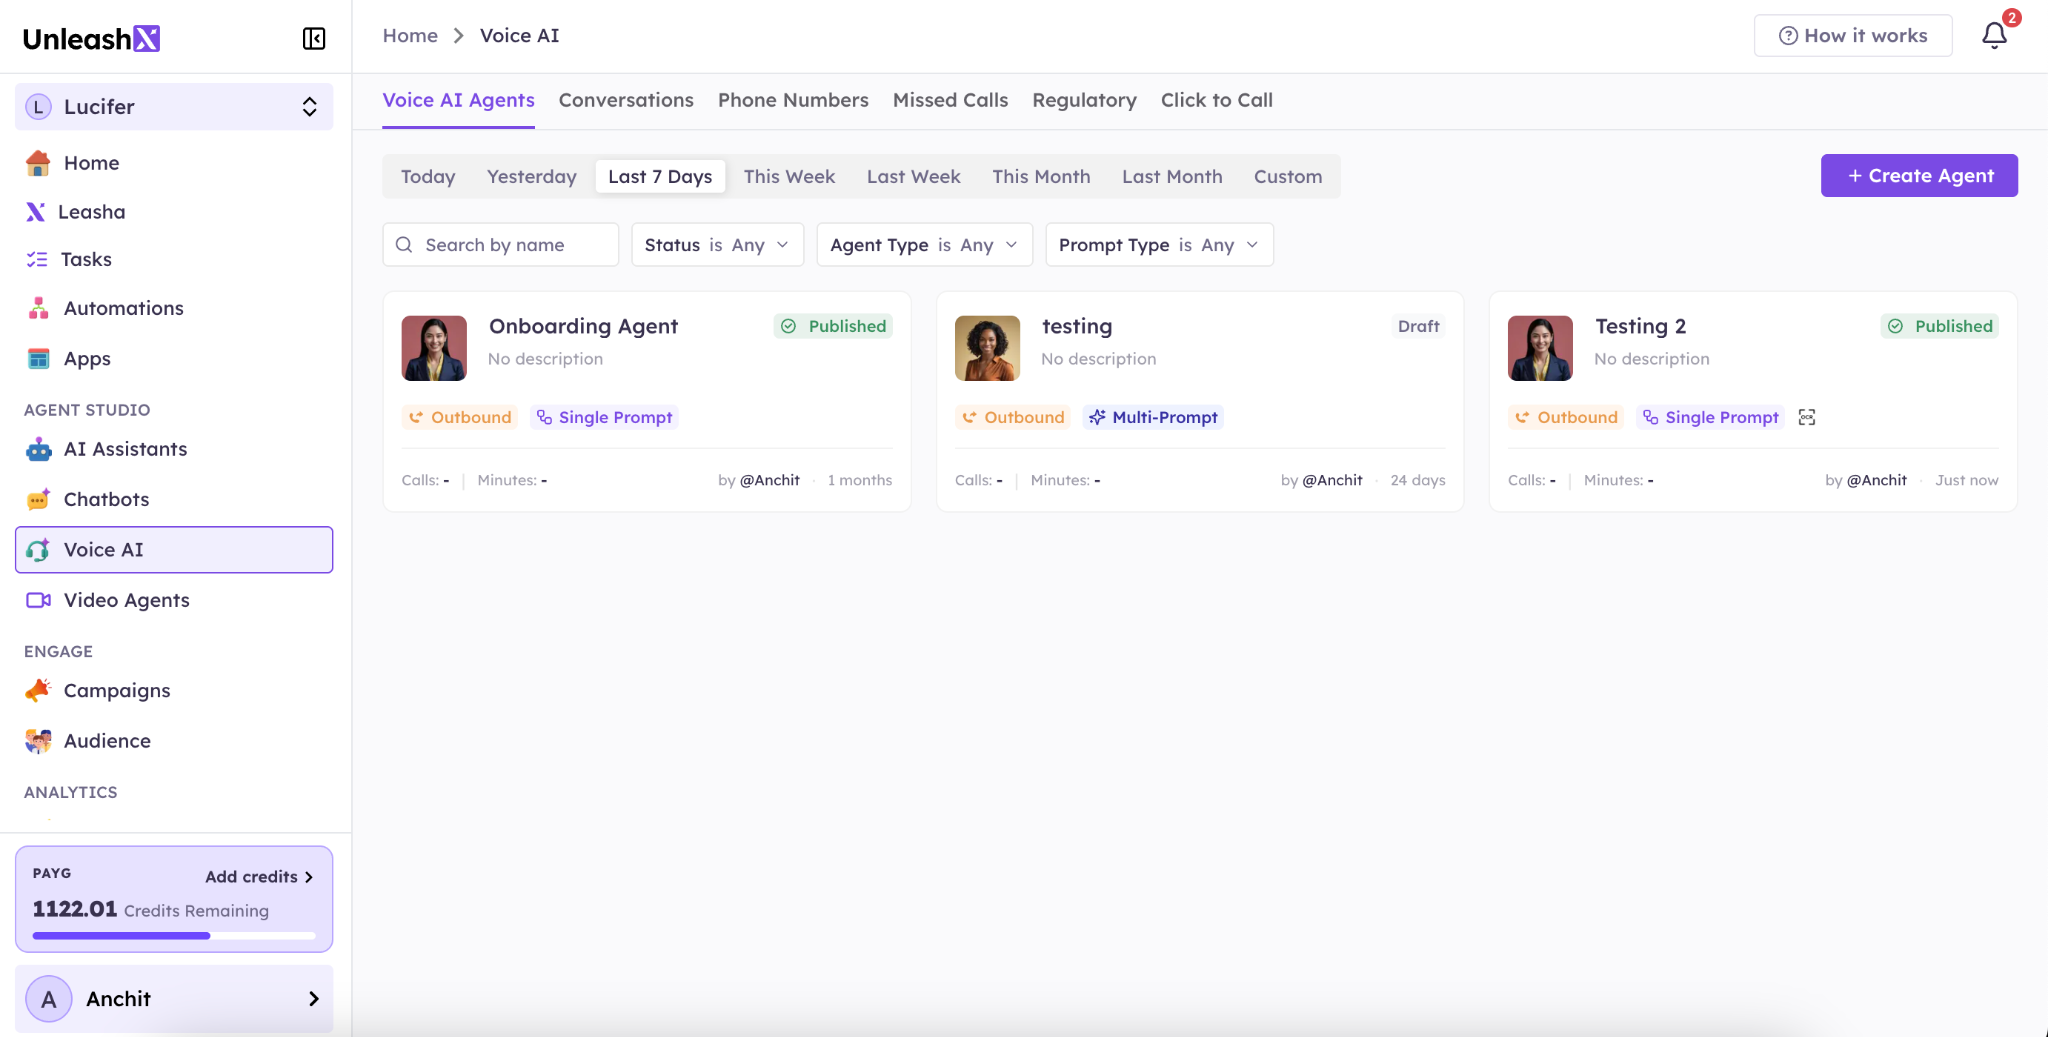 UnleashX
L Lucifer
Home
Leasha
Tasks
Automations
Apps
AGENT STUDIO
AI Assistants
Chatbots
Voice AI
Video Agents
ENGAGE
Campaigns
Audience
ANALYTICS
PAYG
Add credits
1122.01 Credits Remaining
A Anchit
Home > Voice AI
How it works
2
Voice AI Agents Conversations Phone Numbers Missed Calls Regulatory Click to Call
Today Yesterday Last 7 Days This Week Last Week This Month Last Month Custom
+ Create Agent
Search by name
Status is Any
Agent Type is Any
Prompt Type is Any
Onboarding Agent
Published
No description
Outbound Single Prompt
Calls: - | Minutes: - by @Anchit · 1 months
testing
Draft
No description
Outbound Multi-Prompt
Calls: - | Minutes: - by @Anchit · 24 days
Testing 2
Published
No description
Outbound Single Prompt
Calls: - | Minutes: - by @Anchit · Just now